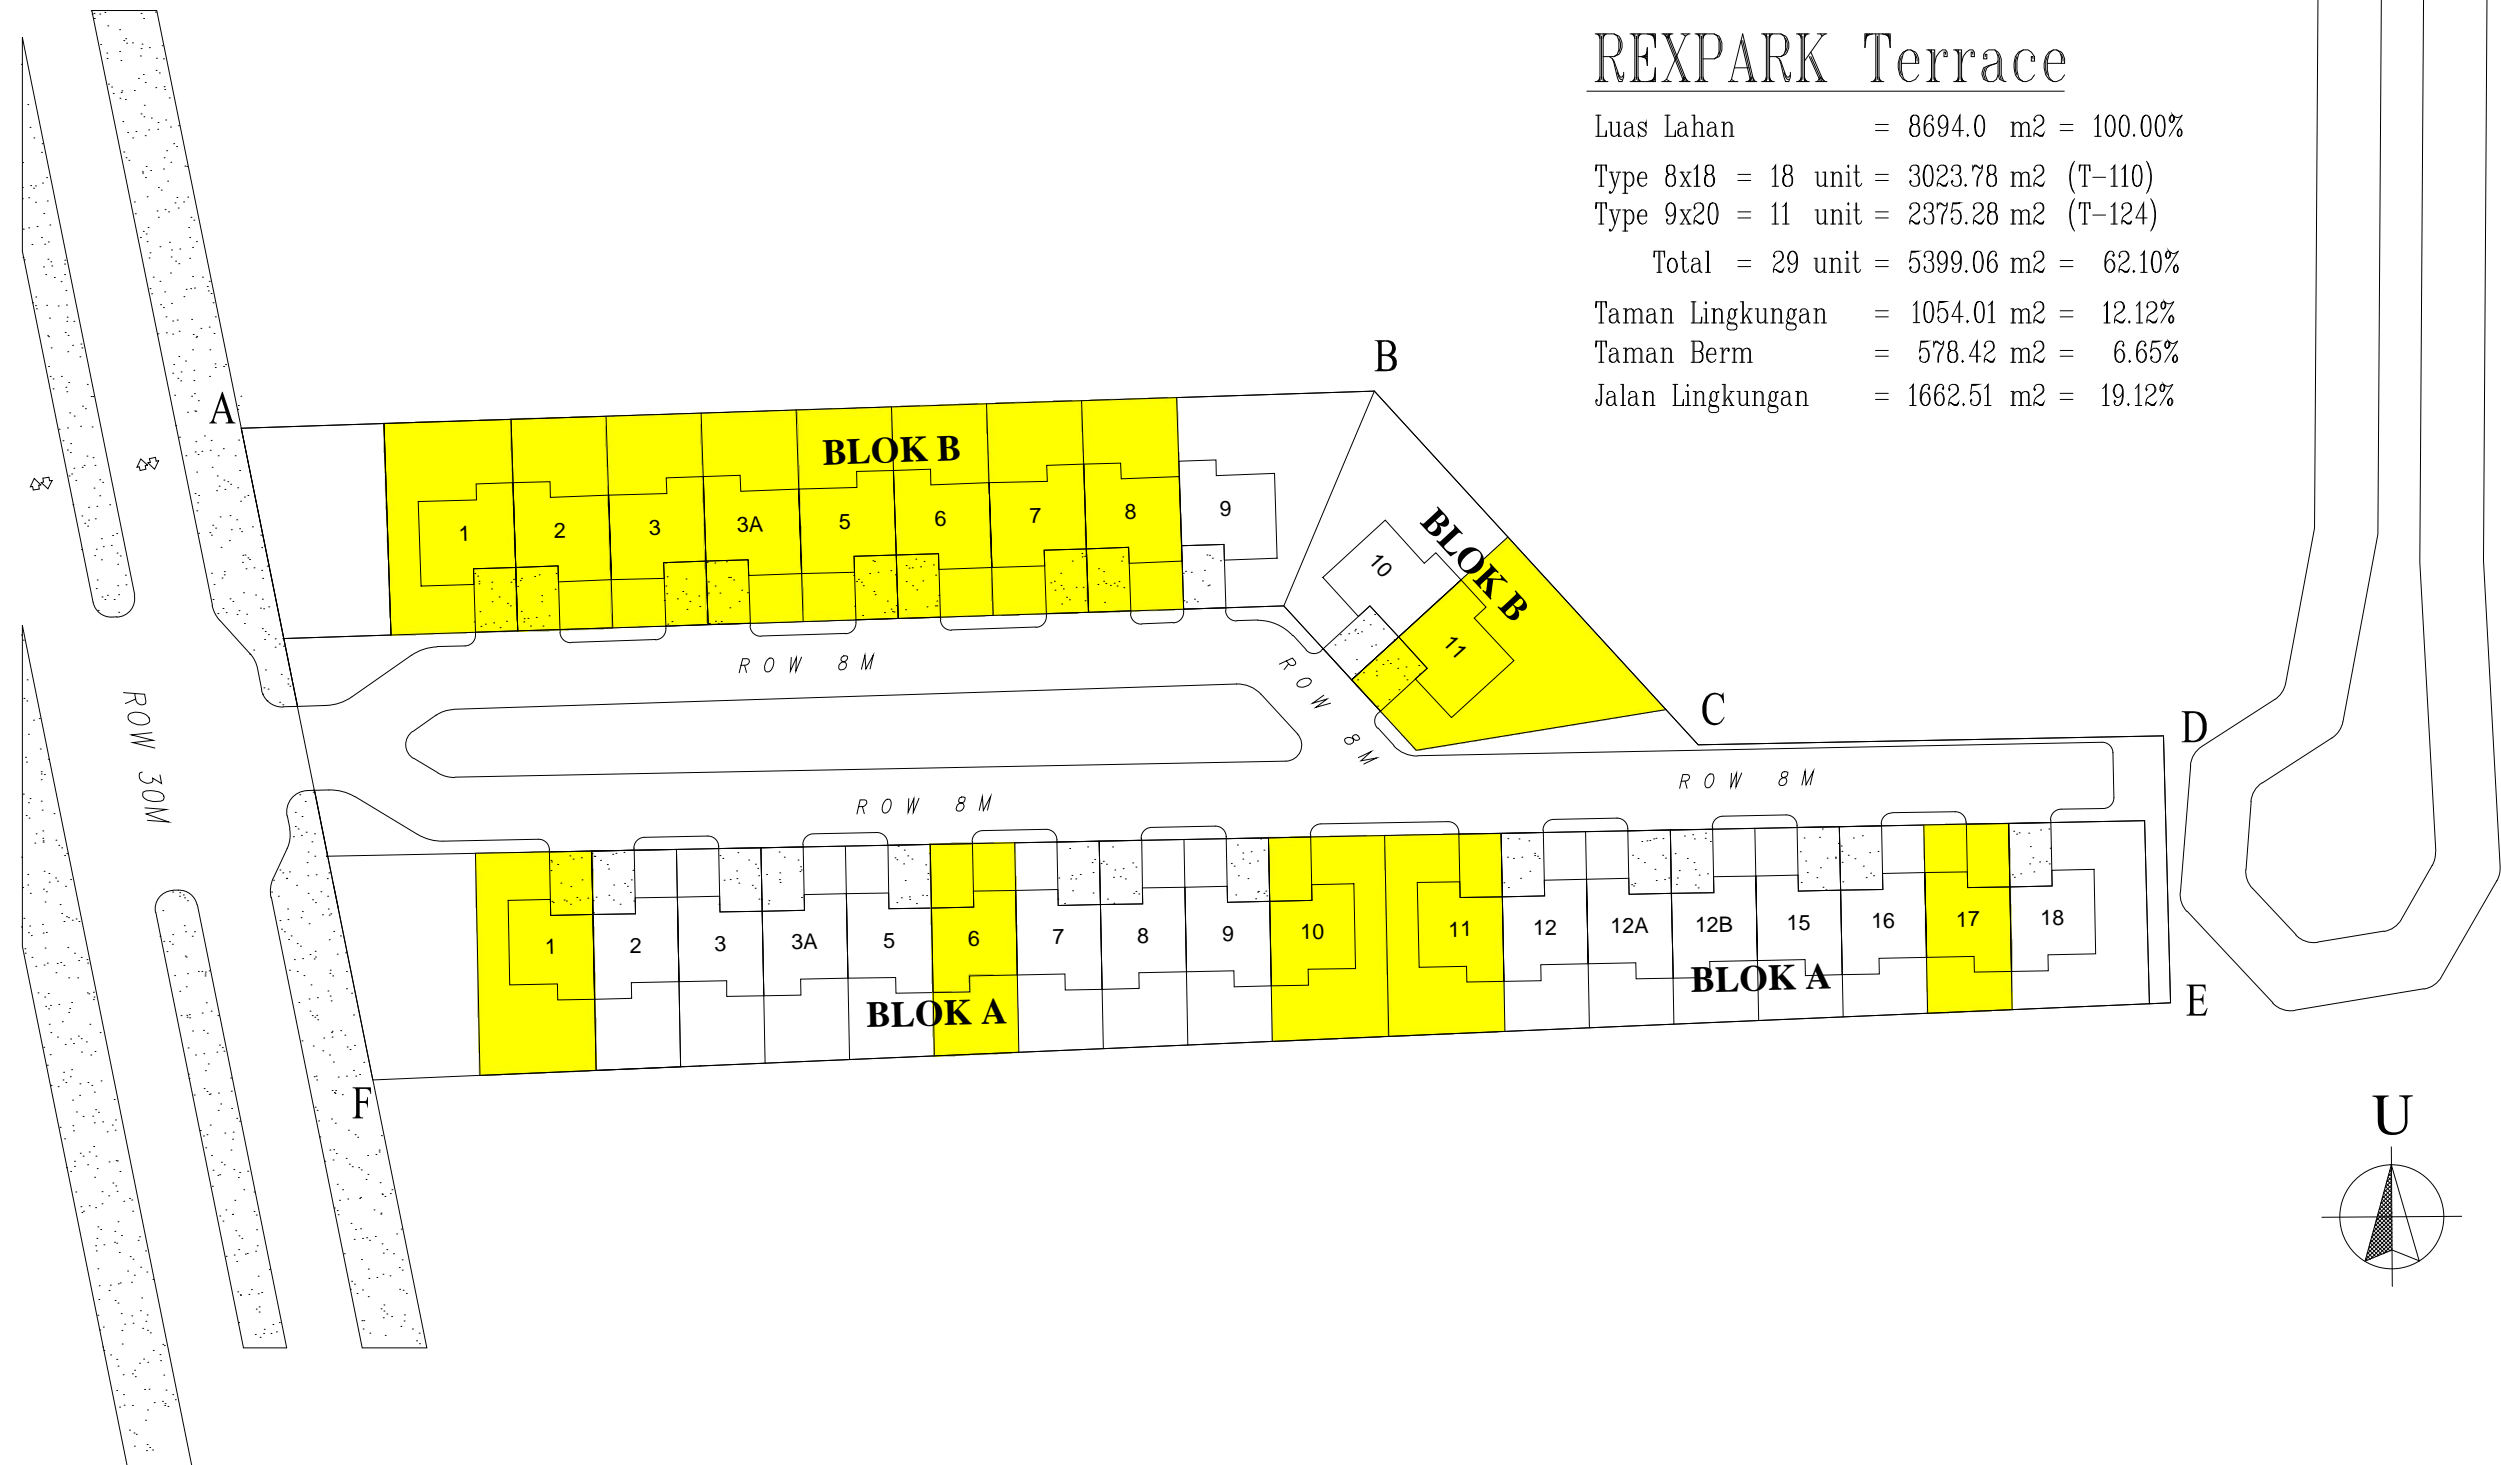 REXPARK Terrace
Luas Lahan = 8694.0 m2 = 100.00%
Type 8x18 = 18 unit = 3023.78 m2 (T-110)
Type 9x20 = 11 unit = 2375.28 m2 (T-124)
Total = 29 unit = 5399.06 m2 = 62.10%
Taman Lingkungan = 1054.01 m2 = 12.12%
Taman Berm = 578.42 m2 = 6.65%
Jalan Lingkungan = 1662.51 m2 = 19.12%
A
B
BLOK B
1
2
3
3A
5
6
7
8
9
10
BLOK B
11
ROW 8M
ROW 8M
C
D
ROW 30M
ROW 8M
ROW 8M
1
2
3
3A
5
6
7
8
9
10
11
12
12A
12B
15
16
17
18
BLOK A
BLOK A
E
F
U